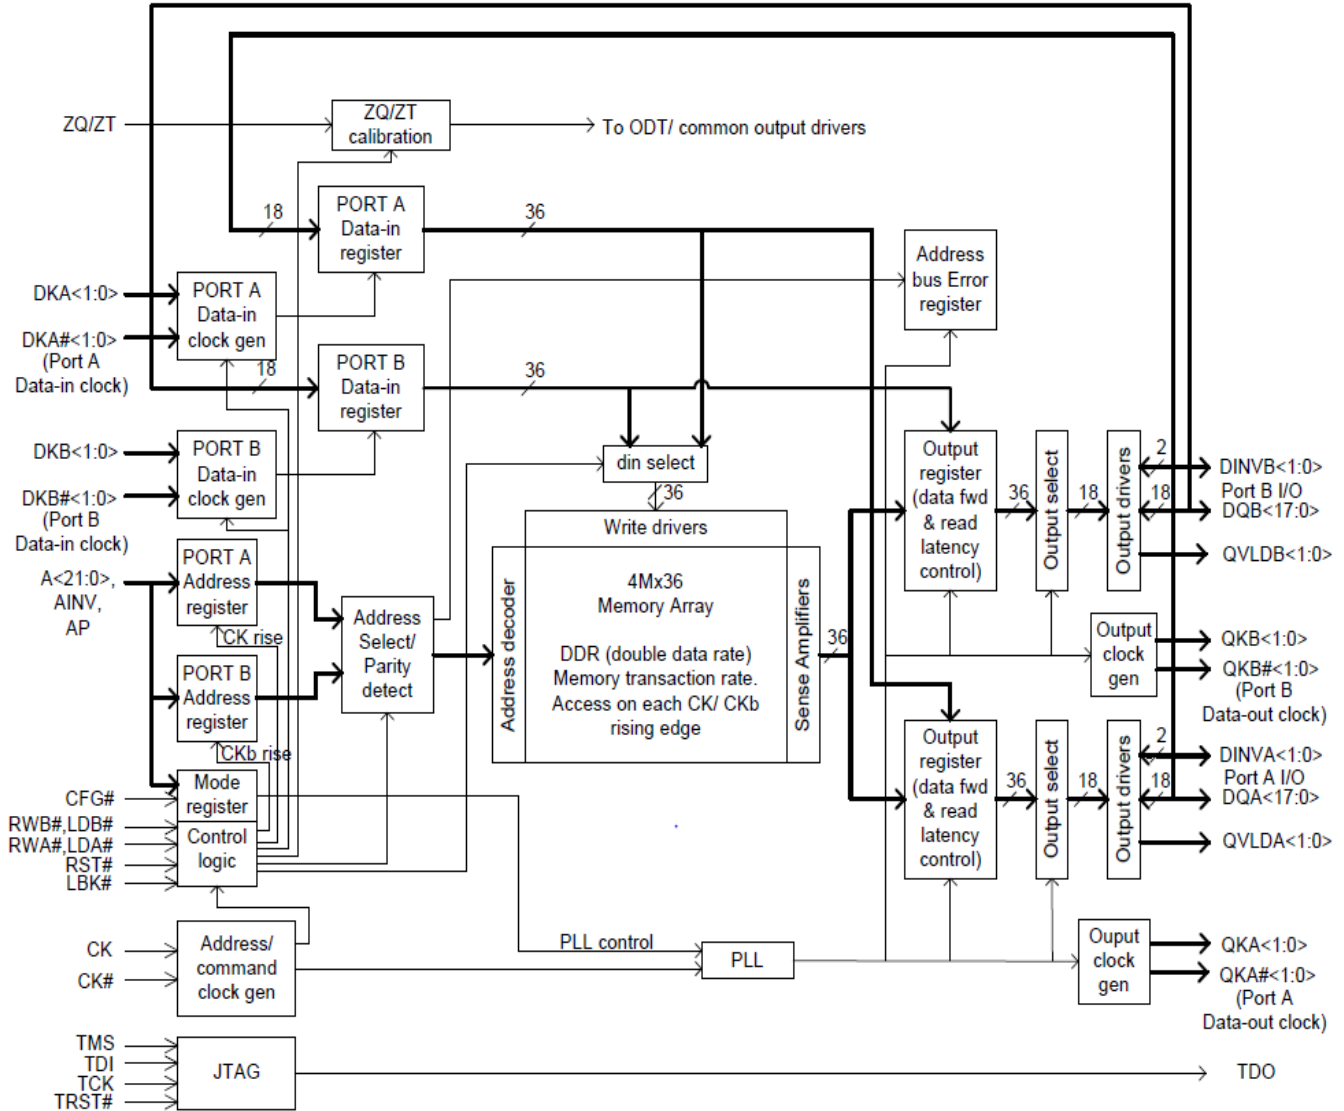 ZQ/ZT
ZQ/ZT
calibration
To ODT/ common output drivers
18
PORT A
Data-in
register
36
Address
bus Error
register
DKA<1:0>
DKA#<1:0>
(Port A
Data-in clock)
PORT A
Data-in
clock gen
18
PORT B
Data-in
register
36
DKB<1:0>
DKB#<1:0>
(Port B
Data-in clock)
PORT B
Data-in
clock gen
din select
36
Write drivers
Output
register
(data fwd
& read
latency
control)
36
Output select
18
Output drivers
2
18
DINVB<1:0>
Port B I/O
DQB<17:0>
QVLDB<1:0>
A<21:0>,
AINV,
AP
PORT A
Address
register
CK rise
PORT B
Address
register
CKb rise
Address
Select/
Parity
detect
Address decoder
4Mx36
Memory Array
DDR (double data rate)
Memory transaction rate.
Access on each CK/ CKb
rising edge
Sense Amplifiers
36
Output
clock
gen
QKB<1:0>
QKB#<1:0>
(Port B
Data-out clock)
Output
register
(data fwd
& read
latency
control)
36
Output select
18
Output drivers
2
18
DINVA<1:0>
Port A I/O
DQA<17:0>
QVLDA<1:0>
CFG#
RWB#,LDB#
RWA#,LDA#
RST#
LBK#
Mode
register
Control
logic
CK
CK#
Address/
command
clock gen
PLL control
PLL
Ouput
clock
gen
QKA<1:0>
QKA#<1:0>
(Port A
Data-out clock)
TMS
TDI
TCK
TRST#
JTAG
TDO